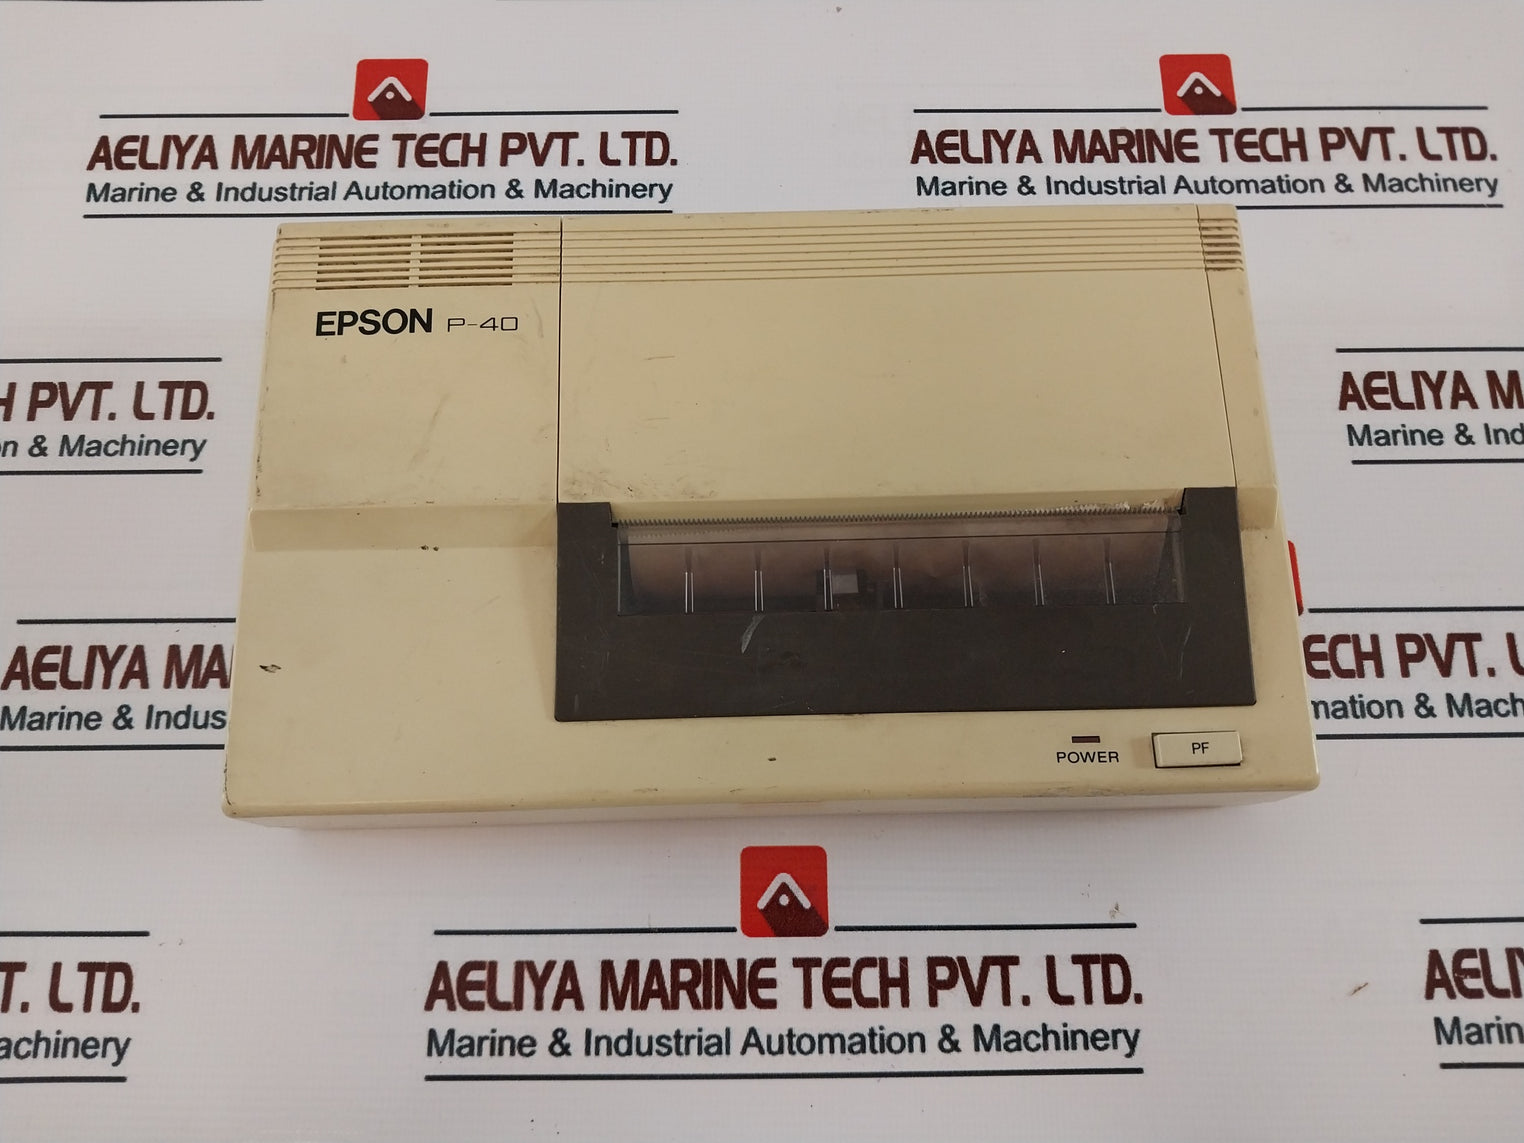 AELIYA MARINE TECH PVT. LTD.
Marine & Industrial Automation & Machinery
AELIYA MARINE TECH PVT. LTD.
Marine & Industrial Automation & Machinery
EPSON P-40
H PVT. LTD.
n & Machinery
AELIYA M
Marine & Ind
AELIYA MA
Marine & Indus
ECH PVT. L
mation & Mach
POWER
PF
T. LTD.
achinery
AELIYA MARINE TECH PVT. LTD.
Marine & Industrial Automation & Machinery
AELIY
Marin